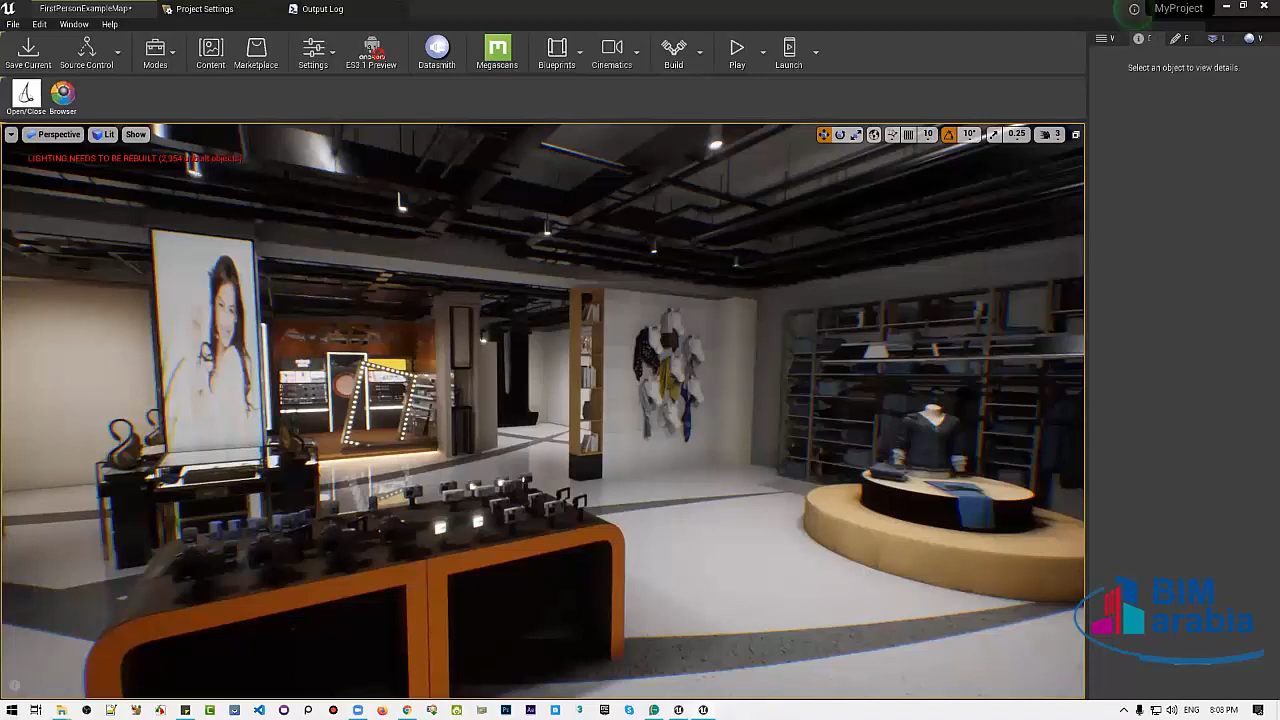 FirstPersonExampleMap*
Project Settings
Output Log
MyProject
File
Edit
Window
Help
Save Current
Source Control
Modes
Content
Marketplace
Settings
ES3.1 Preview
Datasmith
Megascans
Blueprints
Cinematics
Build
Play
Launch
Select an object to view details.
Open/Close
Browser
Perspective
Lit
Show
10
10°
0.25
3
LIGHTING NEEDS TO BE REBUILT (2,954
BIM
arabia
ENG
8:08 PM